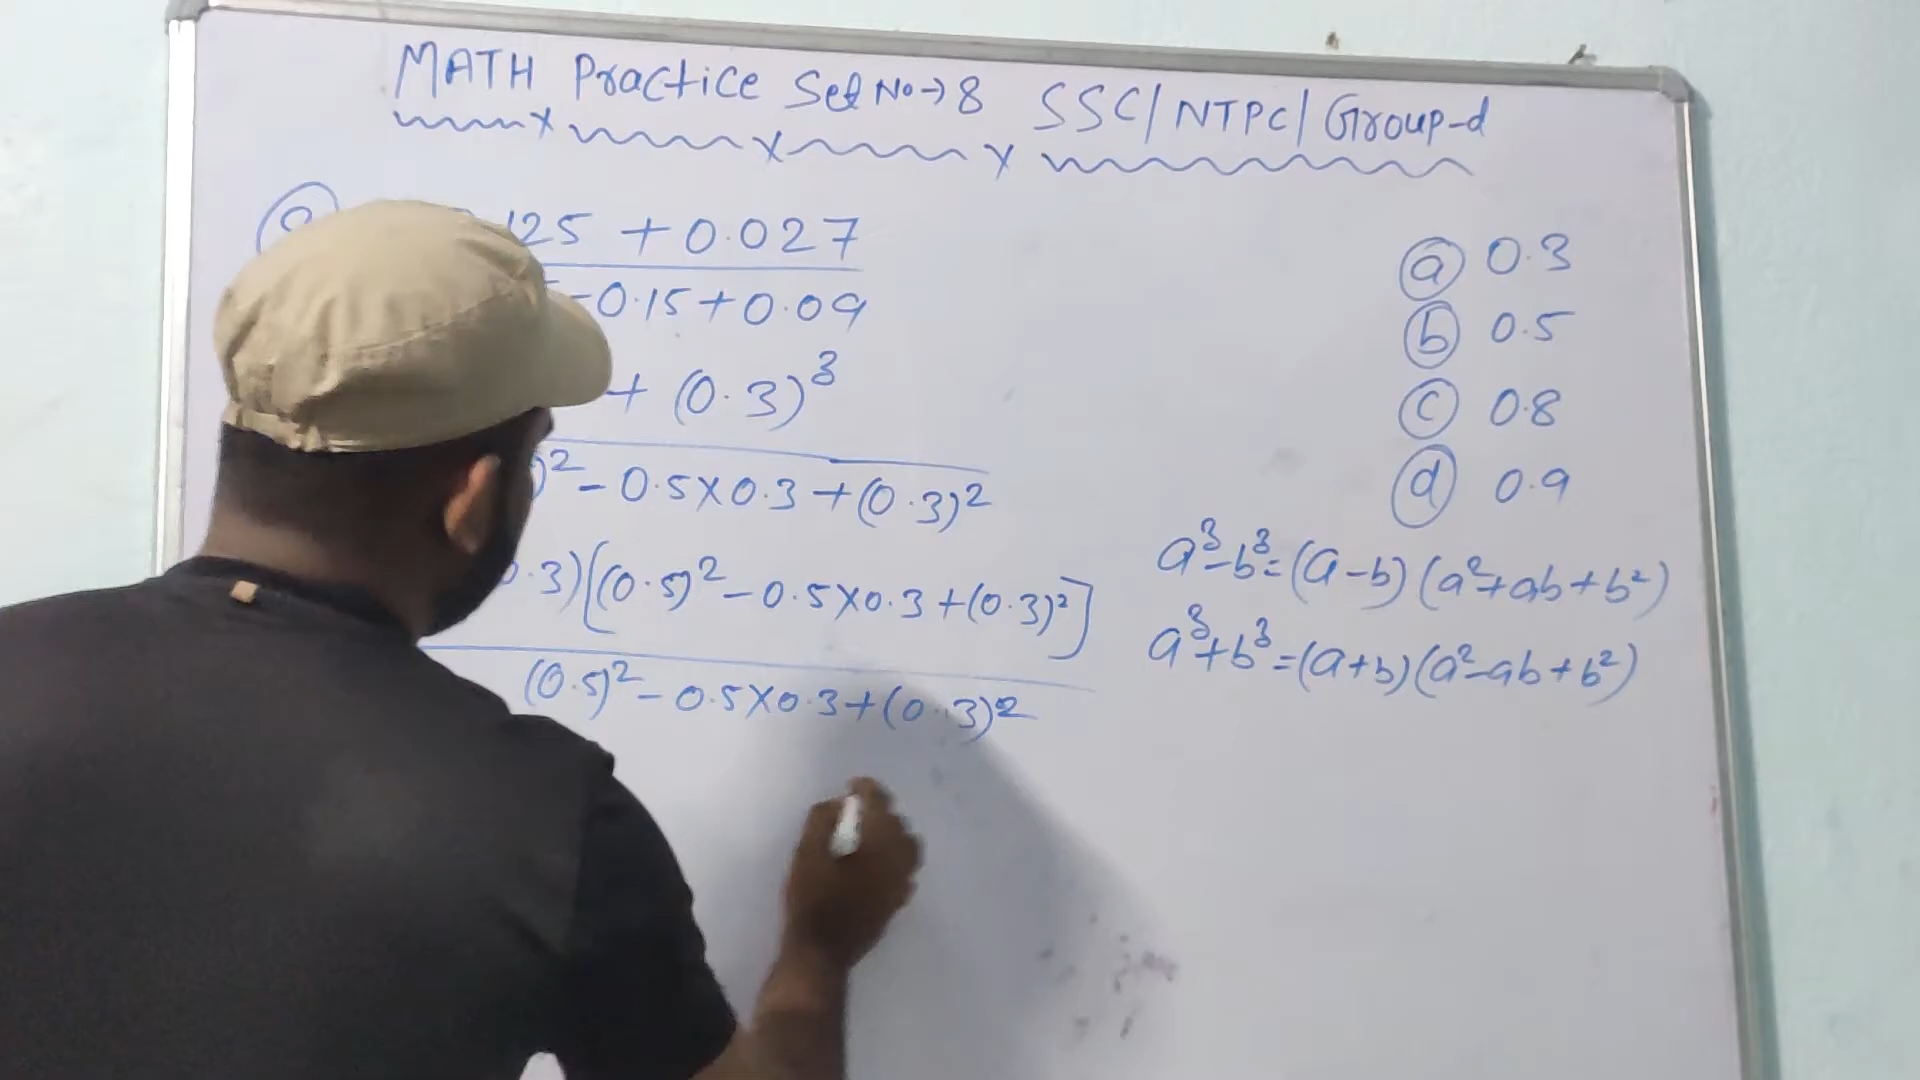 MATH Practice Set No→8 SSC/NTPC/Group-d
125 + 0.027
-0.15+0.09
+ (0.3)³
)² - 0.5×0.3+(0.3)²
.3)[(0.5)² - 0.5×0.3+(0.3)²]
(0.5)² - 0.5×0.3+(0.3)²
a 0.3
b 0.5
c 0.8
d 0.9
a³-b³=(a-b)(a²+ab+b²)
a³+b³=(a+b)(a²-ab+b²)